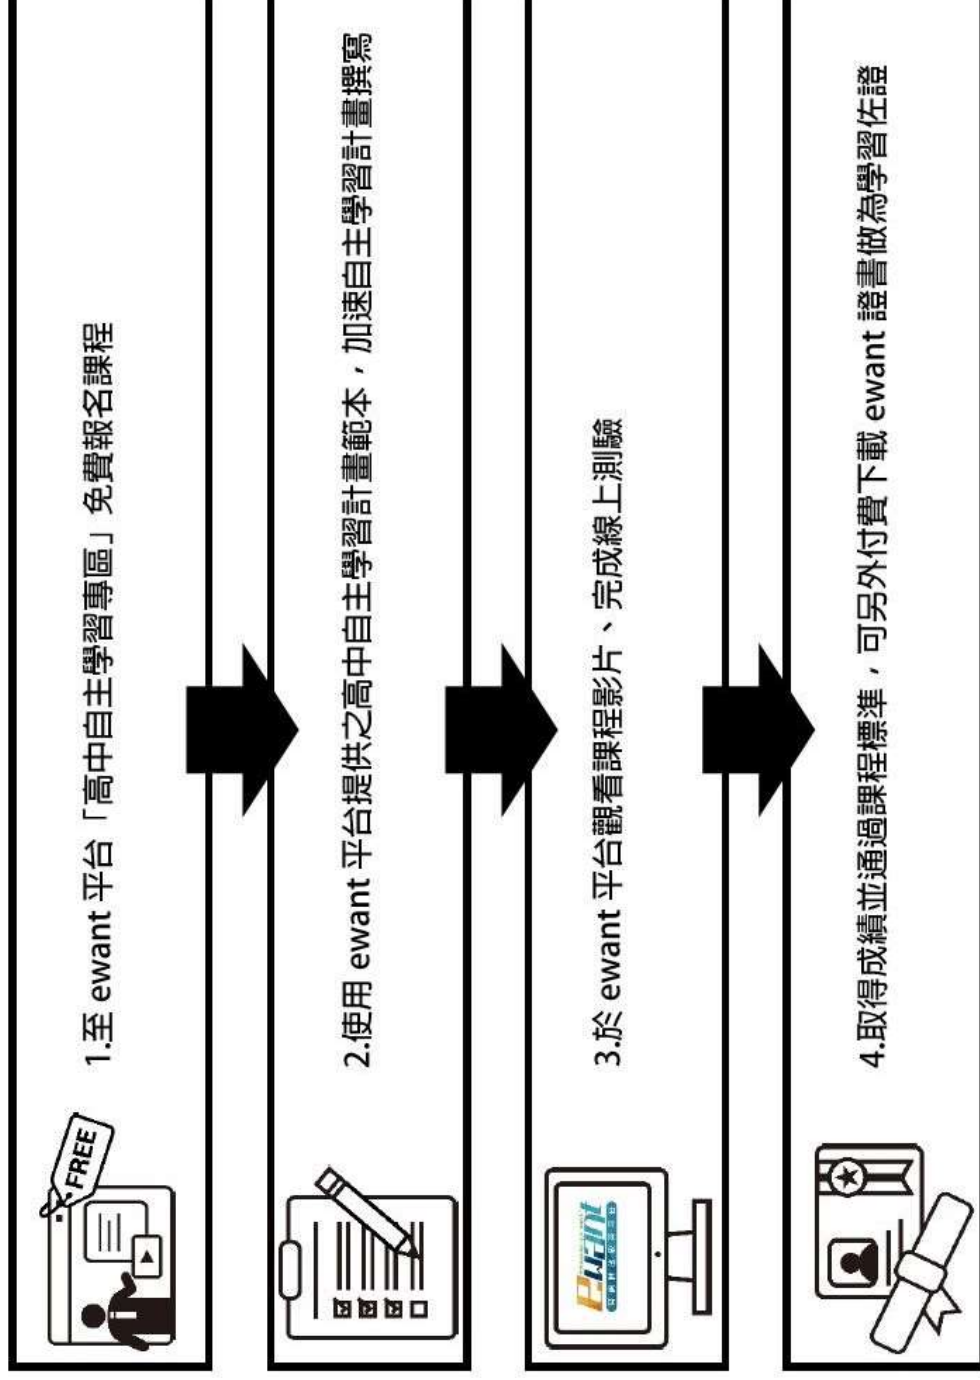 FREE
1.至 ewant 平台「高中自主學習專區」免費報名課程
2.使用 ewant 平台提供之高中自主學習計畫範本，加速自主學習計畫撰寫
ewant
3.於 ewant 平台觀看課程影片、完成線上測驗
4.取得成績並通過課程標準，可另外付費下載 ewant 證書做為學習佐證